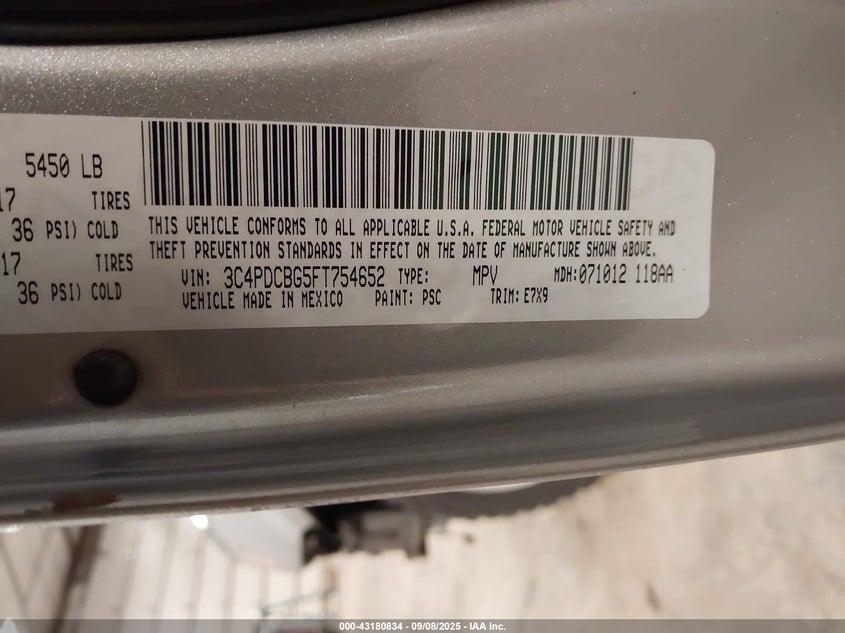 5450 LB
17 TIRES
36 PSI) COLD
17 TIRES
36 PSI) COLD
THIS VEHICLE CONFORMS TO ALL APPLICABLE U.S.A. FEDERAL MOTOR VEHICLE SAFETY AND
THEFT PREVENTION STANDARDS IN EFFECT ON THE DATE OF MANUFACTURE SHOWN ABOVE.
VIN: 3C4PDCBG5FT754652 TYPE: MPV MDH:071012 118AA
VEHICLE MADE IN MEXICO PAINT: PSC TRIM: E7X9
000-43180834 - 09/08/2025 - IAA Inc.